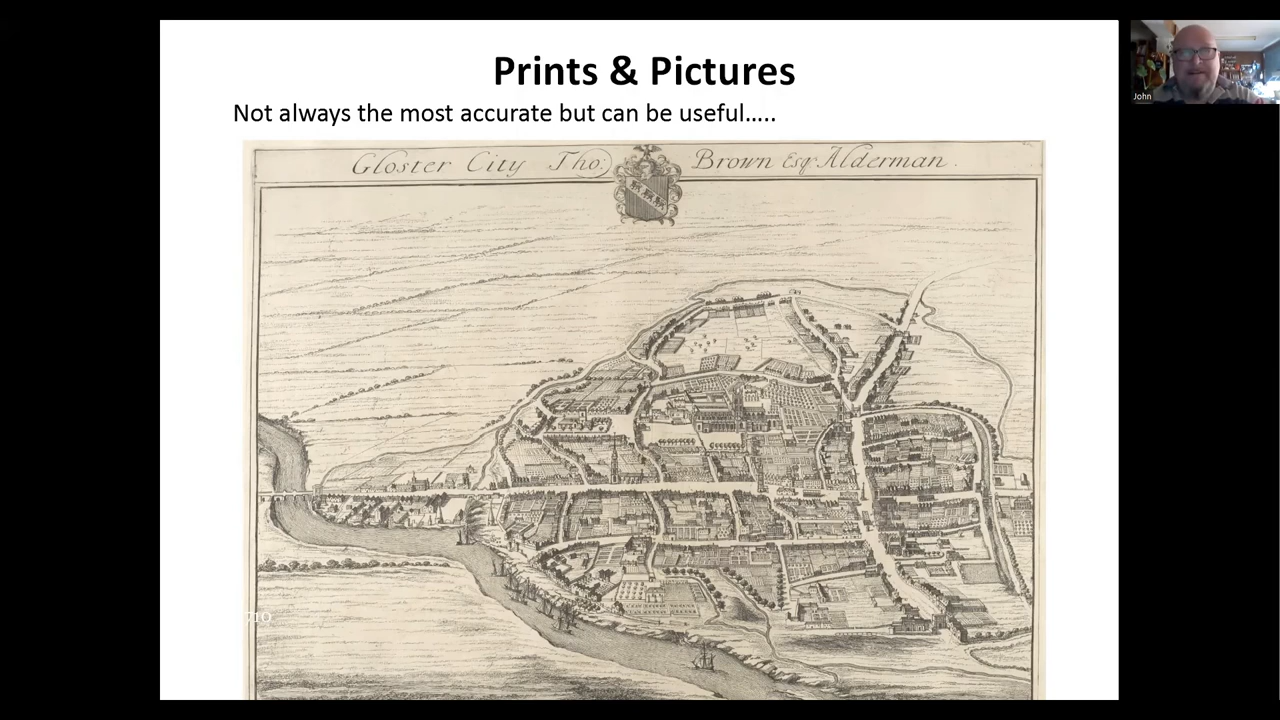 Prints & Pictures
Not always the most accurate but can be useful…..
Gloster City Tho: Brown Esq Alderman.
John